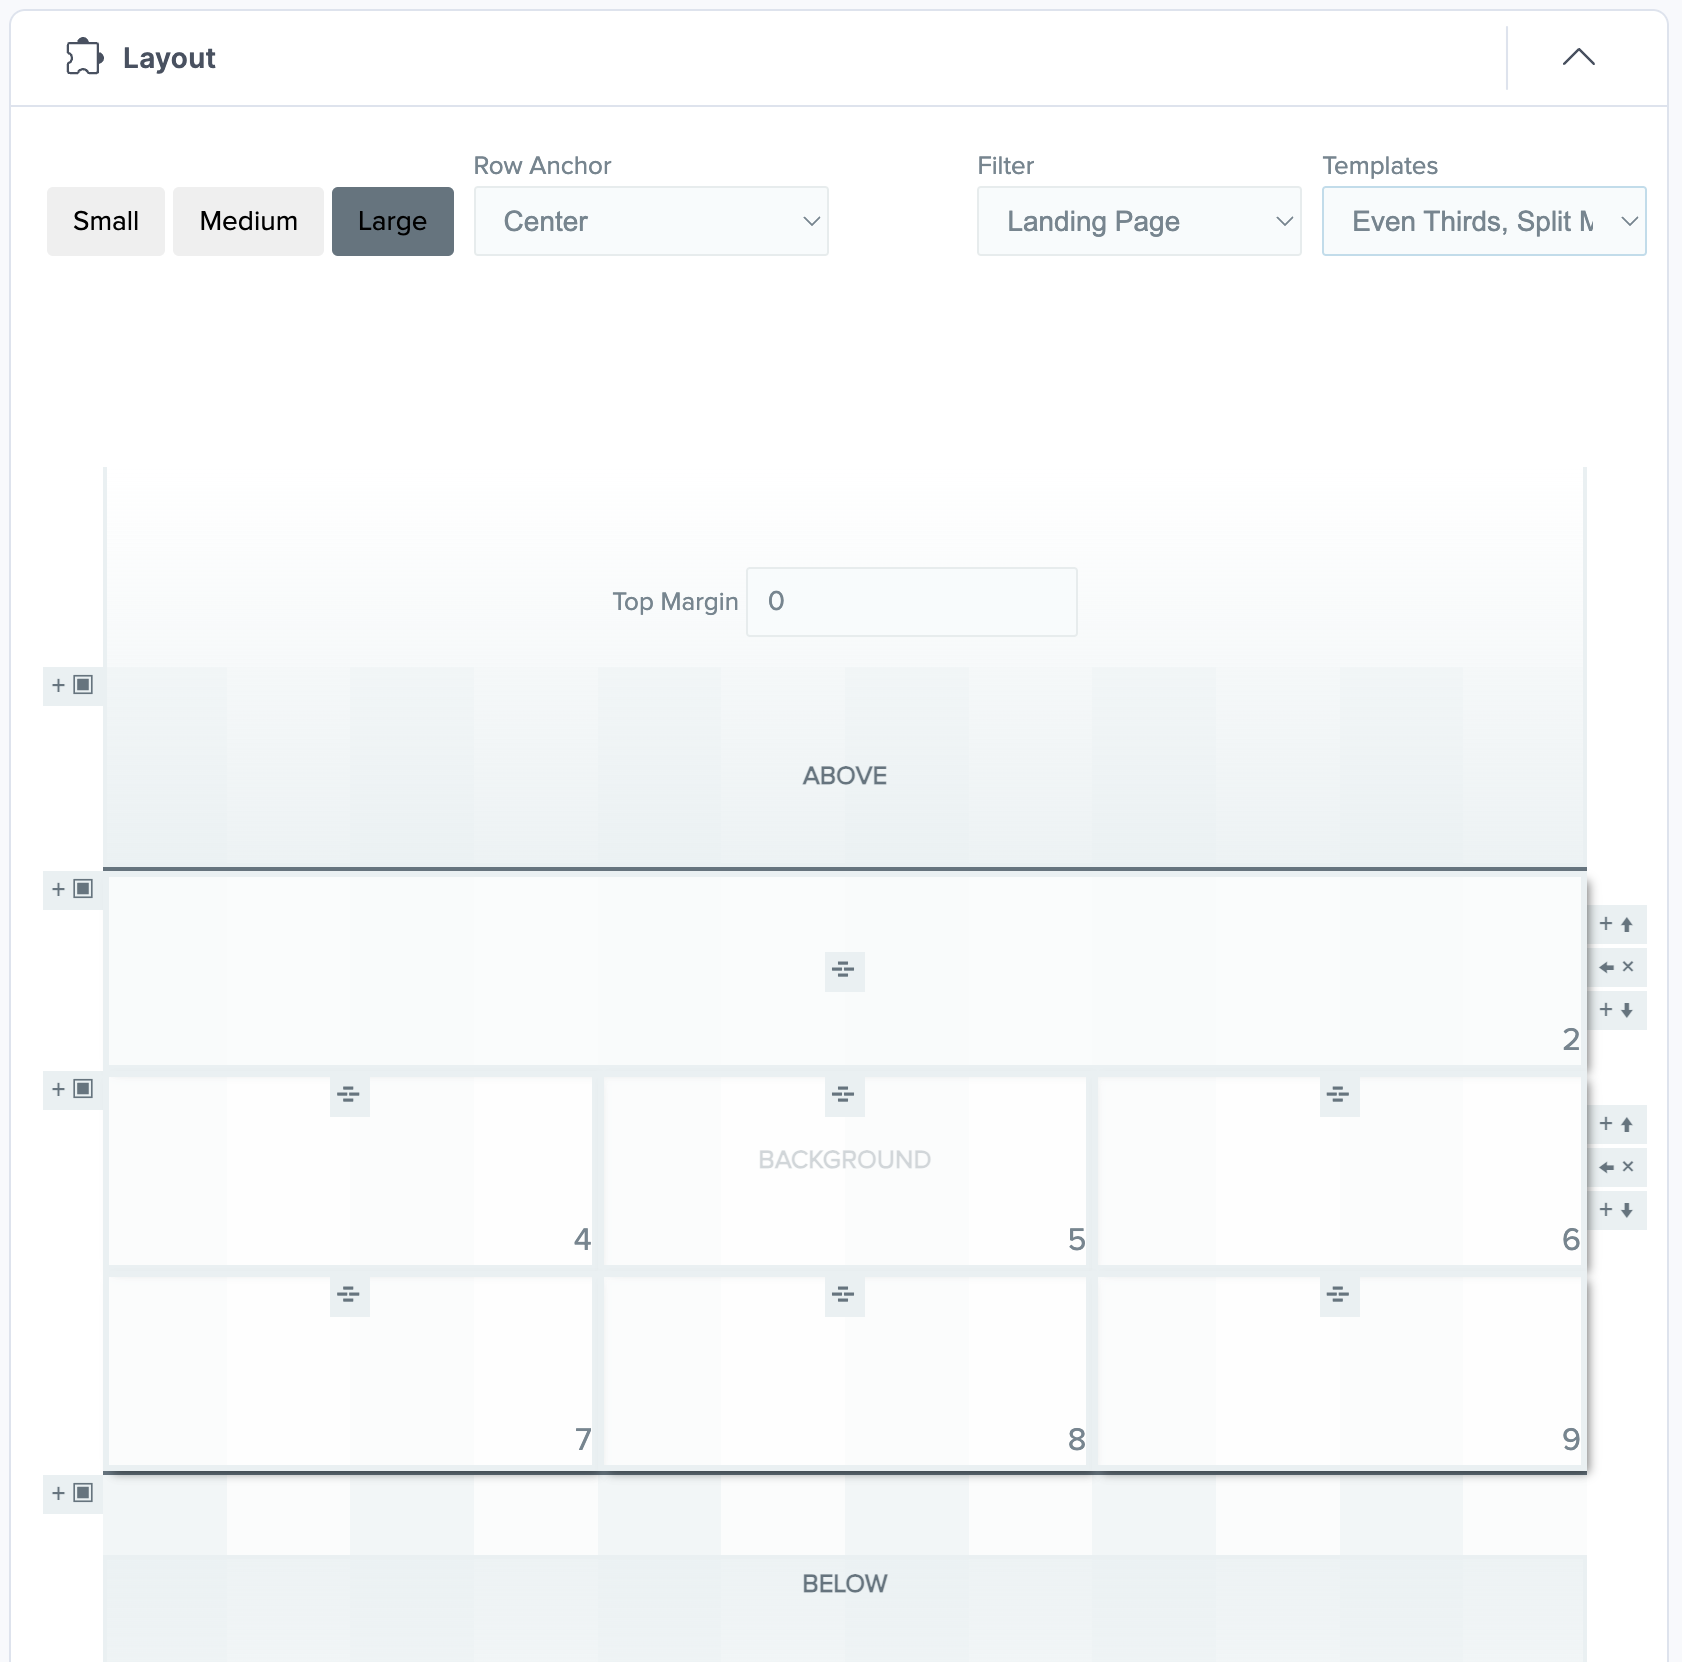 Layout
Row Anchor
Filter
Templates
Small
Medium
Large
Center
Landing Page
Even Thirds, Split
Top Margin
0
ABOVE
2
BACKGROUND
4
5
6
7
8
9
BELOW